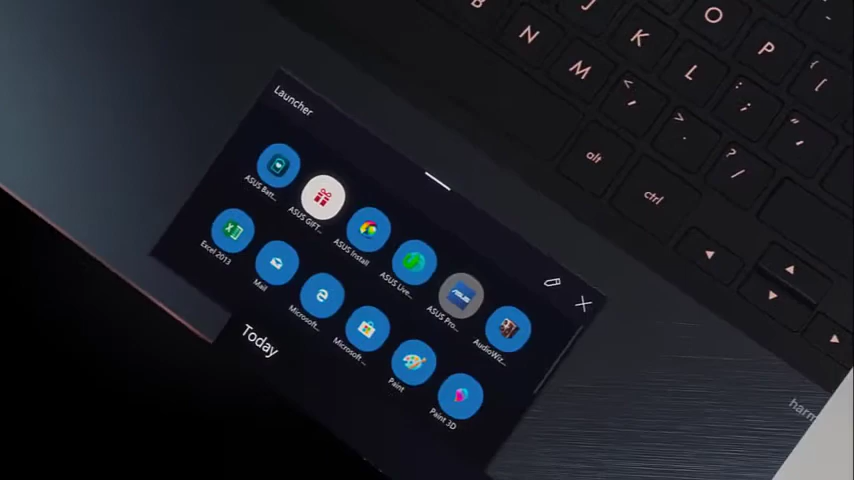 B
J
O
N
K
P
{
[
M
L
:
;
<
,
>
.
"
'
?
/
alt
ctrl
Launcher
ASUS Batt...
ASUS GIFT...
ASUS Install
ASUS Live...
ASUS Pro...
AudioWiz...
Excel 2013
Mail
Microsoft...
Microsoft ...
Paint
Paint 3D
Today
harm